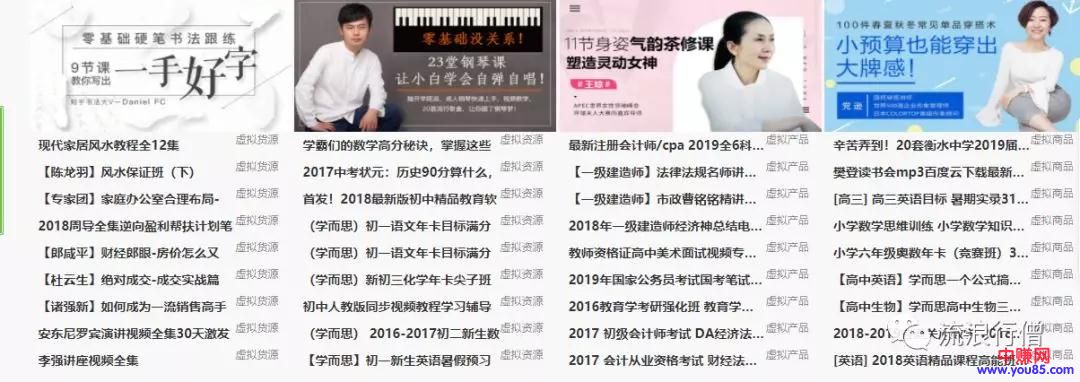 零基础硬笔书法跟练
9节课
教你写出
一手好字
知乎书法大V—Daniel FC
零基础没关系!
23堂钢琴课
让小白学会自弹自唱!
11节身姿气韵茶修课
塑造灵动女神
#王琼#
APEC世界女性领袖峰会
100件春夏秋冬常见单品穿搭术
小预算也能穿出
大牌感!
现代家居风水教程全12集 虚拟货源
【陈龙羽】风水保证班（下） 虚拟货源
【专家团】家庭办公室合理布局- 虚拟货源
2018周导全集逆向盈利帮扶计划笔 虚拟货源
【郎咸平】财经郎眼-房价怎么又 虚拟货源
【杜云生】绝对成交-成交实战篇 虚拟货源
【诸强新】如何成为一流销售高手 虚拟货源
安东尼罗宾演讲视频全集30天激发 虚拟货源
李强讲座视频全集 虚拟货源
学霸们的数学高分秘诀，掌握这些 虚拟资源
2017中考状元：历史90分算什么， 虚拟资源
首发！2018最新版初中精品教育软 虚拟资源
（学而思）初一语文年卡目标满分 虚拟资源
（学而思）初一语文年卡目标满分 虚拟资源
（学而思）新初三化学年卡尖子班 虚拟资源
初中人教版同步视频教程学习辅导 虚拟资源
（学而思） 2016-2017初二新生数 虚拟资源
【学而思】初一新生英语暑假预习 虚拟资源
最新注册会计师/cpa 2019全6科... 虚拟产品
【一级建造师】法律法规名师讲... 虚拟产品
【一级建造师】市政曹铭铭精讲... 虚拟产品
2018年一级建造师经济神总结电... 虚拟产品
教师资格证高中美术面试视频专... 虚拟产品
2019年国家公务员考试国考笔试... 虚拟产品
2016教育学考研强化班 教育学... 虚拟产品
2017 初级会计师考试 DA经济法... 虚拟产品
2017 会计从业资格考试 财经法... 虚拟产品
辛苦弄到！20套衡水中学2019届... 虚拟商品
樊登读书会mp3百度云下载最新... 虚拟商品
[高三] 高三英语目标 暑期实录31... 虚拟商品
小学数学思维训练 小学数学知识... 虚拟商品
小学六年级奥数年卡（竞赛班）3... 虚拟商品
【高中英语】学而思一个公式搞... 虚拟商品
【高中生物】学而思高中生物三... 虚拟商品
[英语] 2018英语精品课程高能班
流浪行僧
中赚网
www.you85.com